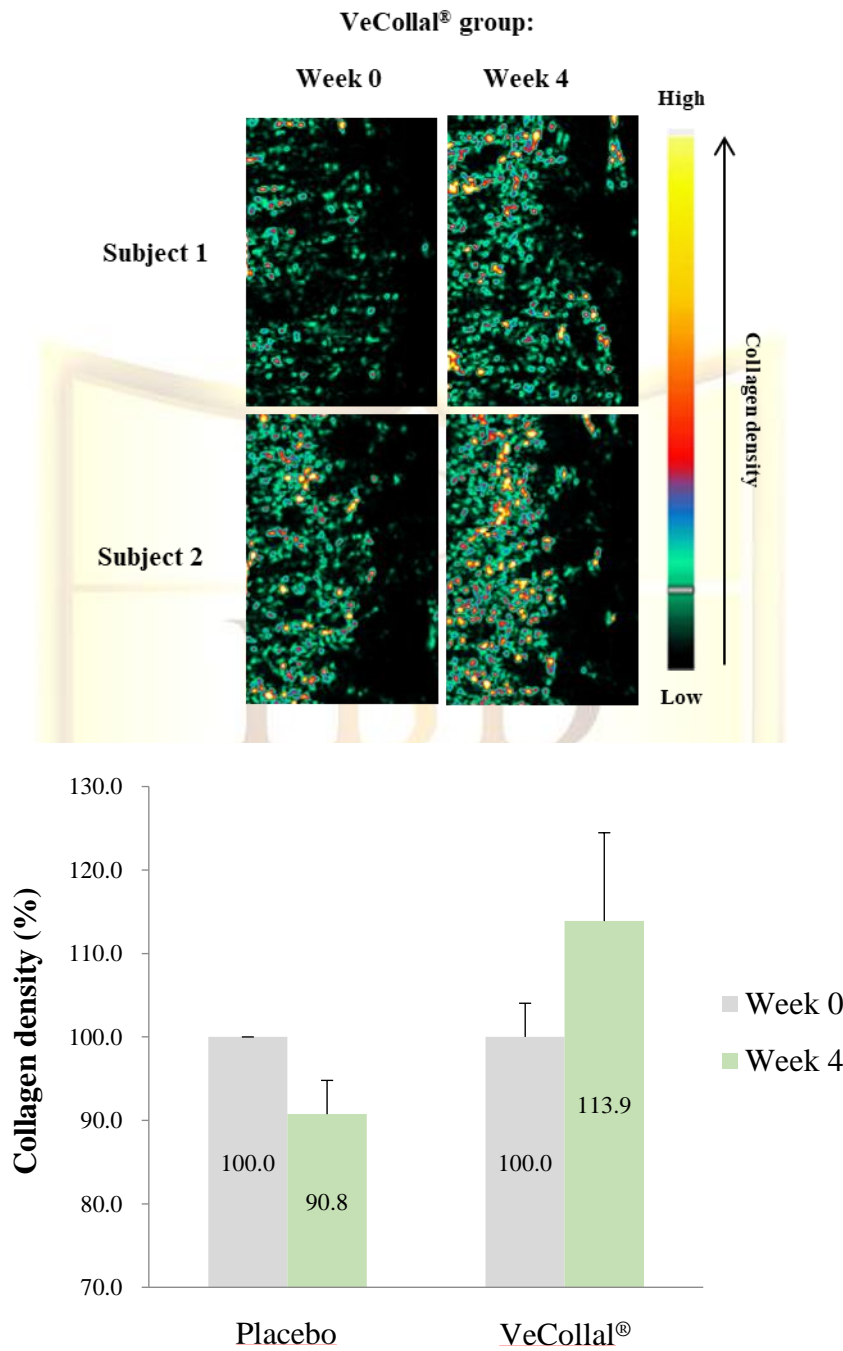 VeCollal® group:
Week 0 Week 4
High
Subject 1
Collagen density
Subject 2
Low
130.0
120.0
110.0
100.0
90.0
80.0
70.0
Collagen density (%)
100.0
90.8
100.0
113.9
Week 0
Week 4
Placebo VeCollal®